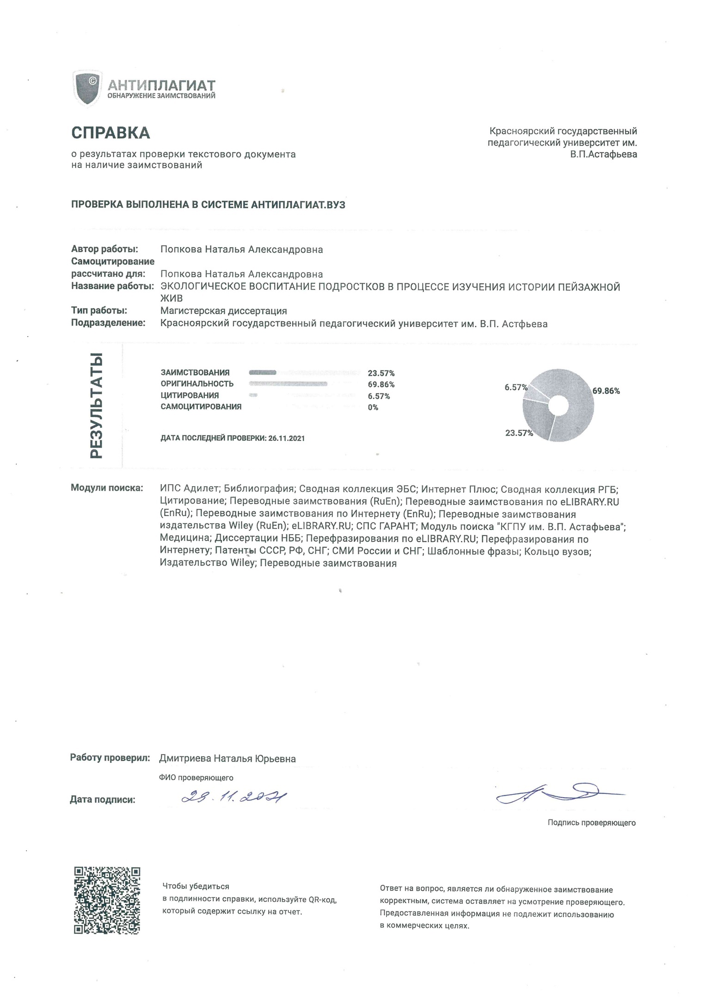 ©
АНТИПЛАГИАТ
ОБНАРУЖЕНИЕ ЗАИМСТВОВАНИЙ
СПРАВКА
о результатах проверки текстового документа
на наличие заимствований
Красноярский государственный
педагогический университет им.
В.П.Астафьева
ПРОВЕРКА ВЫПОЛНЕНА В СИСТЕМЕ АНТИПЛАГИАТ.ВУЗ
Автор работы: Попкова Наталья Александровна
Самоцитирование
рассчитано для: Попкова Наталья Александровна
Название работы: ЭКОЛОГИЧЕСКОЕ ВОСПИТАНИЕ ПОДРОСТКОВ В ПРОЦЕССЕ ИЗУЧЕНИЯ ИСТОРИИ ПЕЙЗАЖНОЙ
ЖИВ
Тип работы: Магистерская диссертация
Подразделение: Красноярский государственный педагогический университет им. В.П. Астфьева
РЕЗУЛЬТАТЫ
ЗАИМСТВОВАНИЯ 23.57%
ОРИГИНАЛЬНОСТЬ 69.86%
ЦИТИРОВАНИЯ 6.57%
САМОЦИТИРОВАНИЯ 0%
ДАТА ПОСЛЕДНЕЙ ПРОВЕРКИ: 26.11.2021
6.57%
69.86%
23.57%
Модули поиска: ИПС Адилет; Библиография; Сводная коллекция ЭБС; Интернет Плюс; Сводная коллекция РГБ;
Цитирование; Переводные заимствования (RuEn); Переводные заимствования по eLIBRARY.RU
(EnRu); Переводные заимствования по Интернету (EnRu); Переводные заимствования
издательства Wiley (RuEn); eLIBRARY.RU; СПС ГАРАНТ; Модуль поиска "КГПУ им. В.П. Астафьева";
Медицина; Диссертации НББ; Перефразирования по eLIBRARY.RU; Перефразирования по
Интернету; Патенты СССР, РФ, СНГ; СМИ России и СНГ; Шаблонные фразы; Кольцо вузов;
Издательство Wiley; Переводные заимствования
Работу проверил: Дмитриева Наталья Юрьевна
ФИО проверяющего
Дата подписи: 29.11.2021
Подпись проверяющего
Чтобы убедиться
в подлинности справки, используйте QR-код,
который содержит ссылку на отчет.
Ответ на вопрос, является ли обнаруженное заимствование
корректным, система оставляет на усмотрение проверяющего.
Предоставленная информация не подлежит использованию
в коммерческих целях.